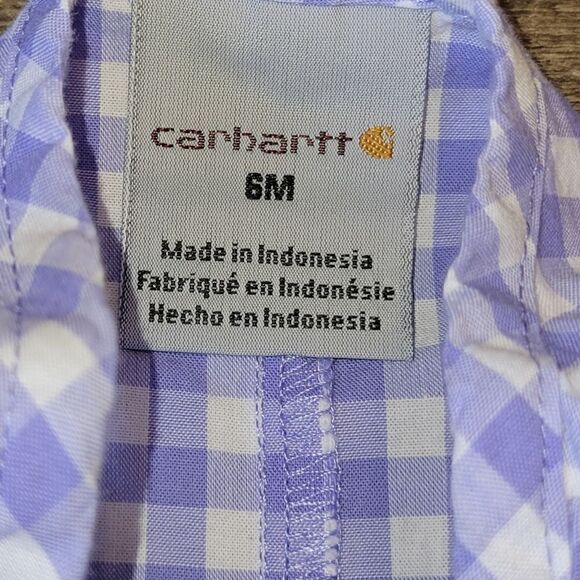 carhartt
6M
Made in Indonesia
Fabriqué en Indonésie
Hecho en Indonesia